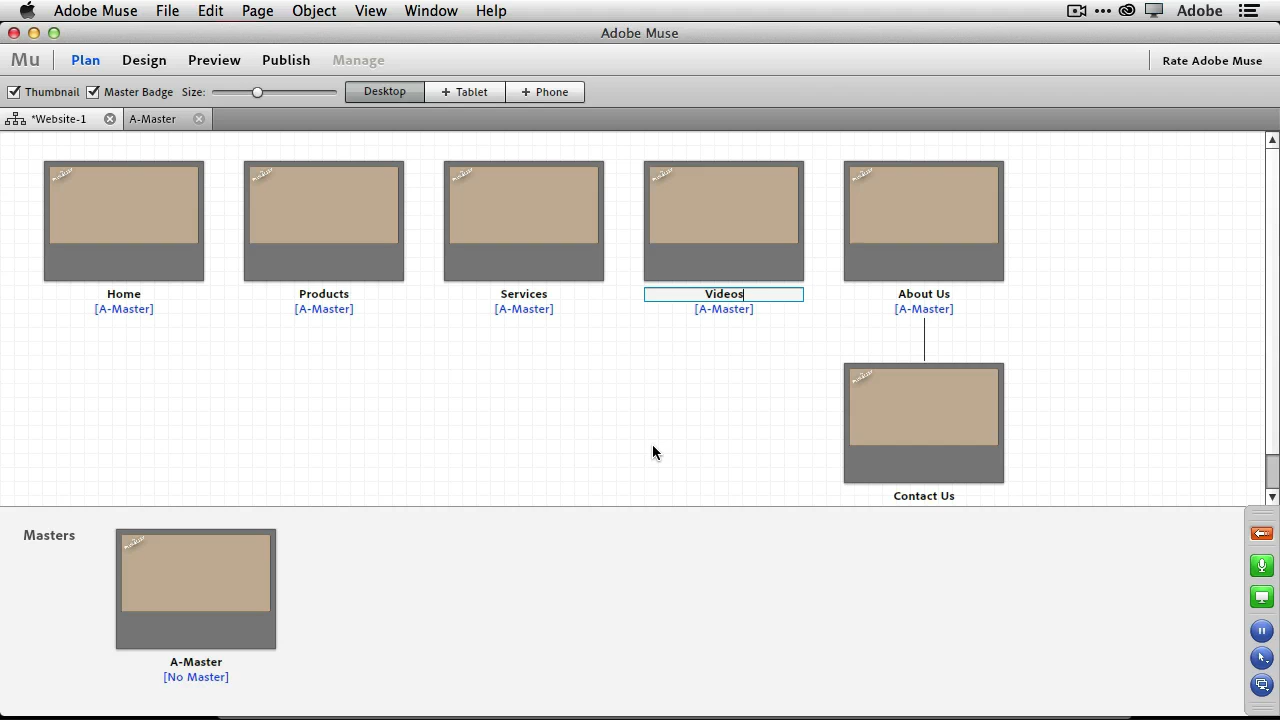 Adobe Muse File Edit Page Object View Window Help Adobe
Adobe Muse
Mu Plan Design Preview Publish Manage Rate Adobe Muse
Thumbnail Master Badge Size: Desktop + Tablet + Phone
*Website-1 A-Master
Home Products Services Videos About Us
[A-Master] [A-Master] [A-Master] [A-Master] [A-Master]
Contact Us
Masters
A-Master
[No Master]